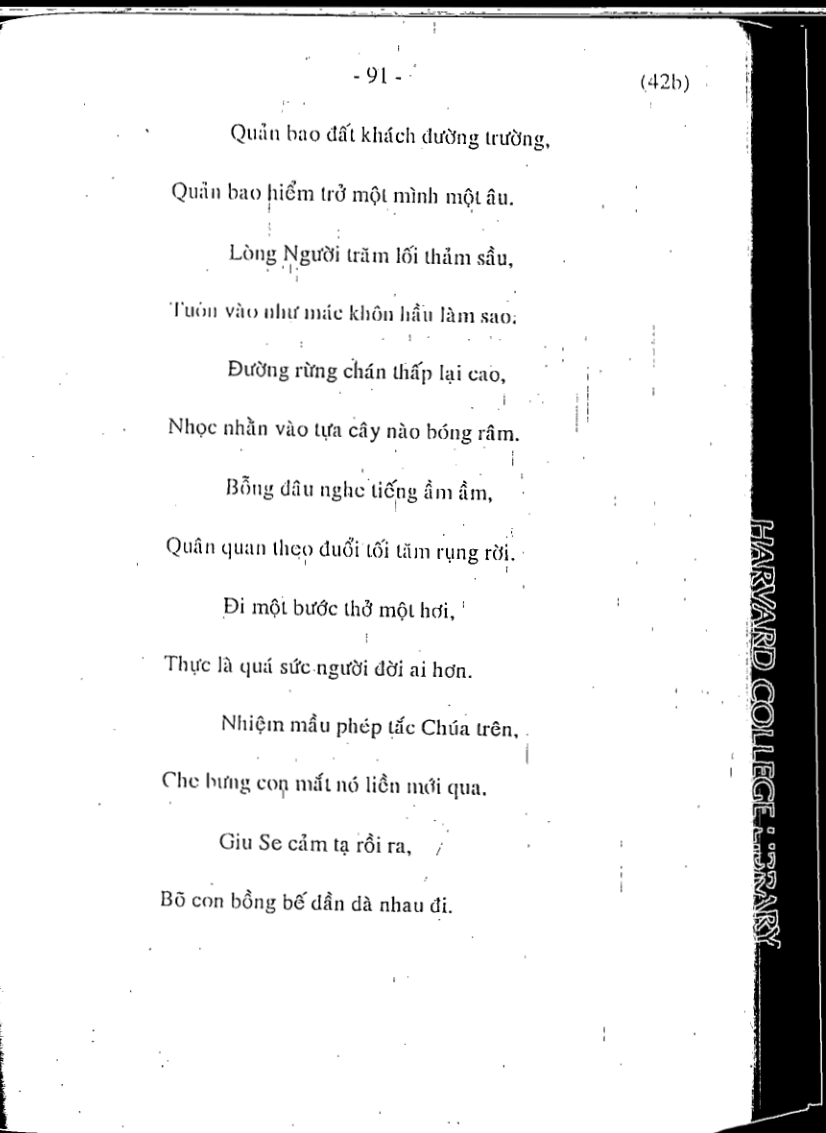 - 91 -
(42b)
Quản bao đất khách đường trường,
Quản bao hiểm trở một mình một âu.
Lòng Người trăm lối thảm sầu,
Tuôn vào như mác khôn hầu làm sao.
Đường rừng chán thấp lại cao,
Nhọc nhằn vào tựa cây nào bóng râm.
Bỗng đâu nghe tiếng ầm ầm,
Quân quan theo đuổi tối tăm rụng rời.
Đi một bước thở một hơi,
Thực là quá sức người đời ai hơn.
Nhiệm mầu phép tắc Chúa trên,
Che bưng con mắt nó liền mới qua.
Giu Se cảm tạ rồi ra,
Bõ con bồng bế dần dà nhau đi.
HARVARD COLLEGE LIBRARY